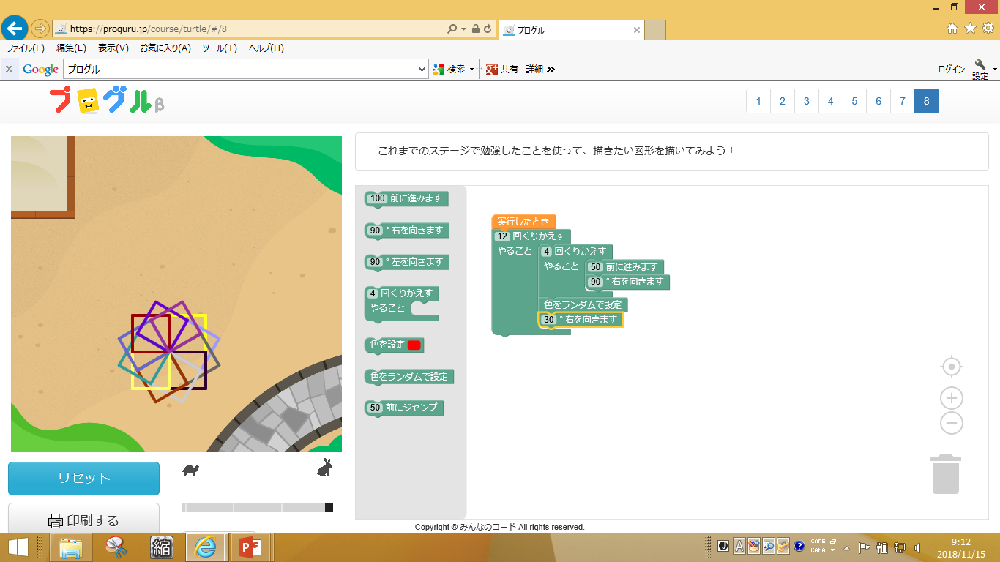 https://proguru.jp/course/turtle/#/8
プログル
ファイル(F) 編集(E) 表示(V) お気に入り(A) ツール(T) ヘルプ(H)
Google プログル 検索 共有 詳細 ログイン 設定
プログル β
1 2 3 4 5 6 7 8
これまでのステージで勉強したことを使って、描きたい図形を描いてみよう！
100 前に進みます
90 ° 右を向きます
90 ° 左を向きます
4 回くりかえす
やること
色を設定
色をランダムで設定
50 前にジャンプ
実行したとき
12 回くりかえす
やること 4 回くりかえす
やること 50 前に進みます
90 ° 右を向きます
色をランダムで設定
30 ° 右を向きます
リセット
印刷する
Copyright © みんなのコード All rights reserved.
縮
A
CAPS
KANA
9:12
2018/11/15